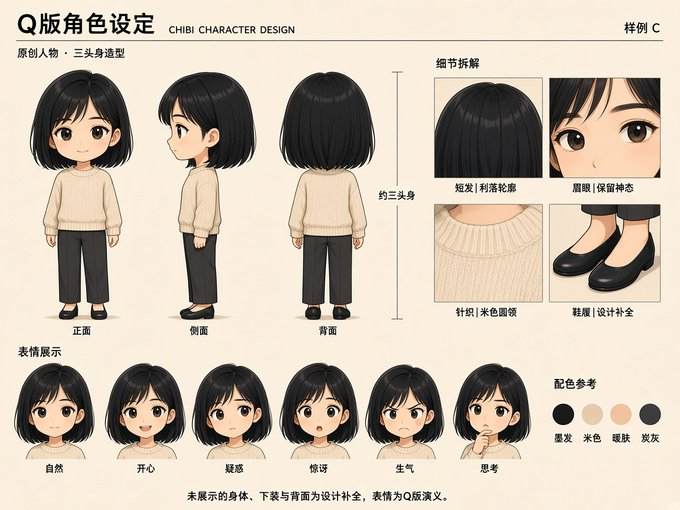 Q版角色设定 CHIBI CHARACTER DESIGN
样例 C
原创人物 · 三头身造型
约三头身
正面
侧面
背面
细节拆解
短发|利落轮廓
眉眼|保留神态
针织|米色圆领
鞋履|设计补全
表情展示
自然
开心
疑惑
惊讶
生气
思考
配色参考
墨发
米色
暖肤
炭灰
未展示的身体、下装与背面为设计补全，表情为Q版演义。